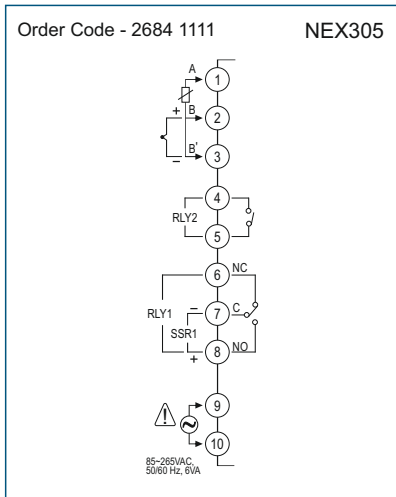 Order Code - 2684 1111
NEX305
A
1
+
B
2
–
B'
3
4
RLY2
5
6
NC
RLY1
–
7
C
SSR1
+
8
NO
9
10
85~265VAC,
50/60 Hz, 6VA